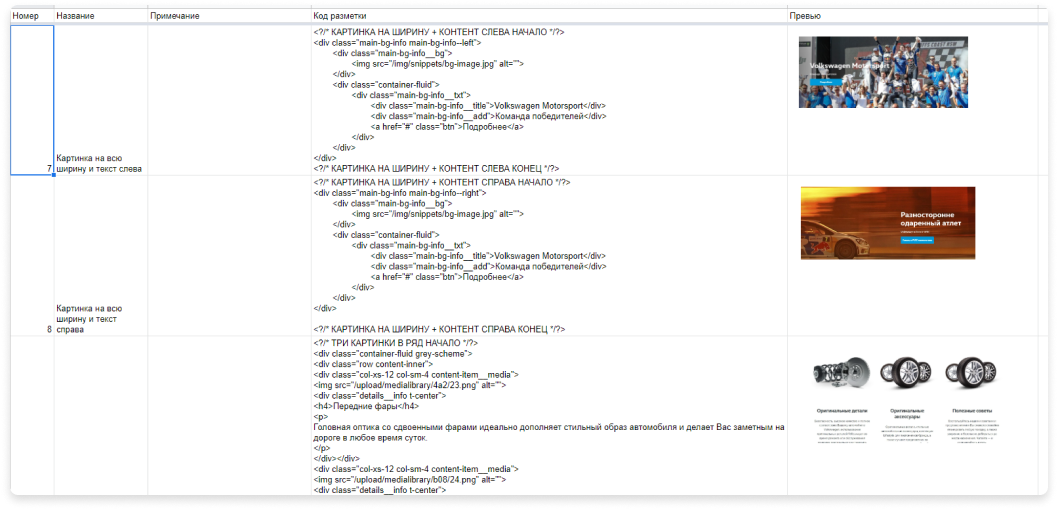 Номер Название Примечание Код разметки Превью
<?/* КАРТИНКА НА ШИРИНУ + КОНТЕНТ СЛЕВА НАЧАЛО */?>
<div class="main-bg-info main-bg-info--left">
<div class="main-bg-info__bg">
<img src="/img/snippets/bg-image.jpg" alt="">
</div>
<div class="container-fluid">
<div class="main-bg-info__txt">
<div class="main-bg-info__title">Volkswagen Motorsport</div>
<div class="main-bg-info__add">Команда победителей</div>
<a href="#" class="btn">Подробнее</a>
</div>
</div>
</div>
<?/* КАРТИНКА НА ШИРИНУ + КОНТЕНТ СЛЕВА КОНЕЦ */?>
7
Картинка на всю
ширину и текст слева
Volkswagen Motorsport
<?/* КАРТИНКА НА ШИРИНУ + КОНТЕНТ СПРАВА НАЧАЛО */?>
<div class="main-bg-info main-bg-info--right">
<div class="main-bg-info__bg">
<img src="/img/snippets/bg-image.jpg" alt="">
</div>
<div class="container-fluid">
<div class="main-bg-info__txt">
<div class="main-bg-info__title">Volkswagen Motorsport</div>
<div class="main-bg-info__add">Команда победителей</div>
<a href="#" class="btn">Подробнее</a>
</div>
</div>
</div>
<?/* КАРТИНКА НА ШИРИНУ + КОНТЕНТ СПРАВА КОНЕЦ */?>
8
Картинка на всю
ширину и текст
справа
Разносторонне
одаренный атлет
<?/* ТРИ КАРТИНКИ В РЯД НАЧАЛО */?>
<div class="container-fluid grey-scheme">
<div class="row content-inner">
<div class="col-xs-12 col-sm-4 content-item__media">
<img src="/upload/medialibrary/4a2/23.png" alt="">
<div class="details__info t-center">
<h4>Передние фары</h4>
<p>
Головная оптика со сдвоенными фарами идеально дополняет стильный образ автомобиля и делает Вас заметным на
дороге в любое время суток.
</p>
</div></div>
<div class="col-xs-12 col-sm-4 content-item__media">
<img src="/upload/medialibrary/b08/24.png" alt="">
<div class="details__info t-center">
Оригинальные детали
Оригинальные
аксессуары
Полезные советы